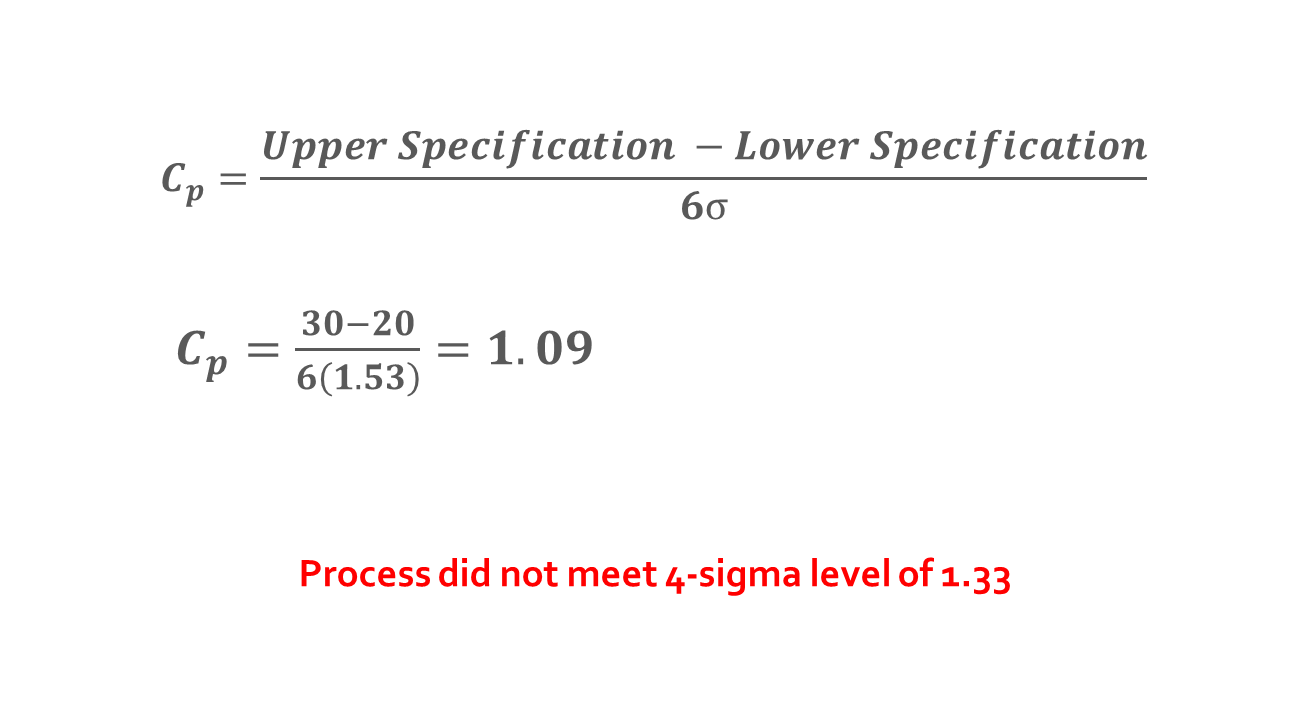 Cp = Upper Specification − Lower Specification / 6σ
Cp = 30−20 / 6(1.53) = 1.09
Process did not meet 4-sigma level of 1.33